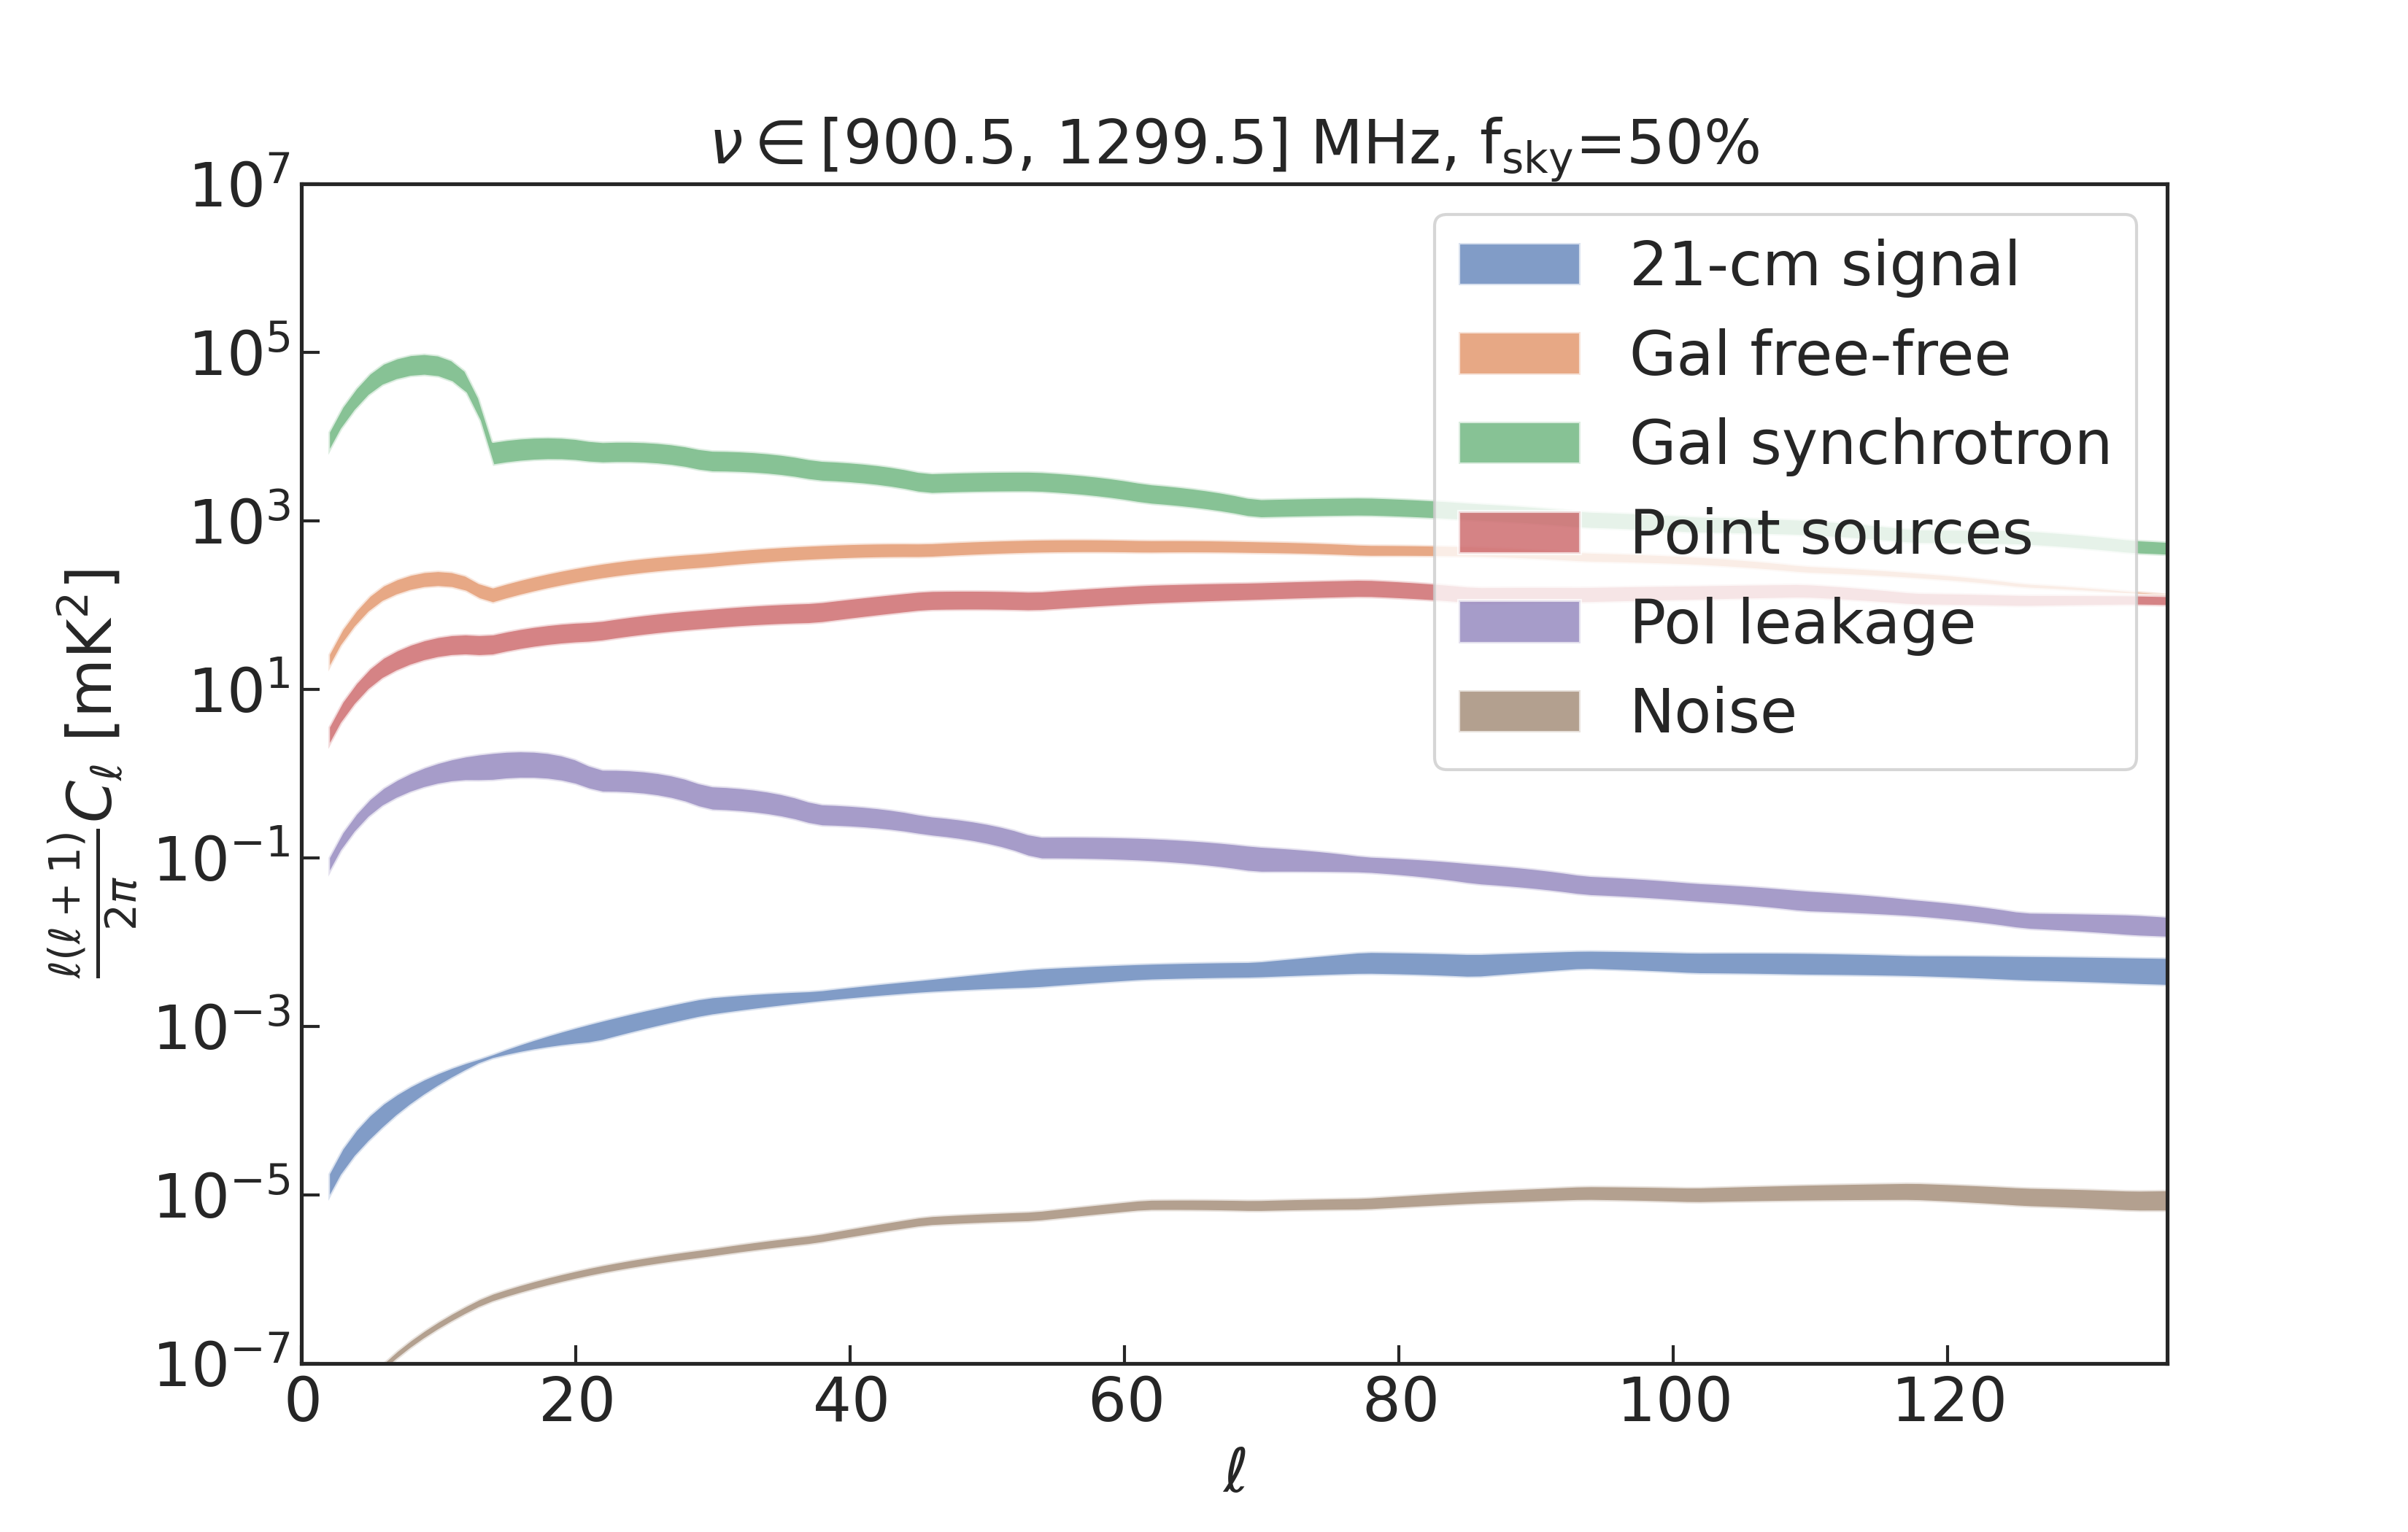 ν ∈ [900.5, 1299.5] MHz, f_sky=50%
10^7
10^5
10^3
10^1
10^−1
10^−3
10^−5
10^−7
ℓ(ℓ + 1)/2π C_ℓ [mK^2]
21-cm signal
Gal free-free
Gal synchrotron
Point sources
Pol leakage
Noise
0 20 40 60 80 100 120
ℓ